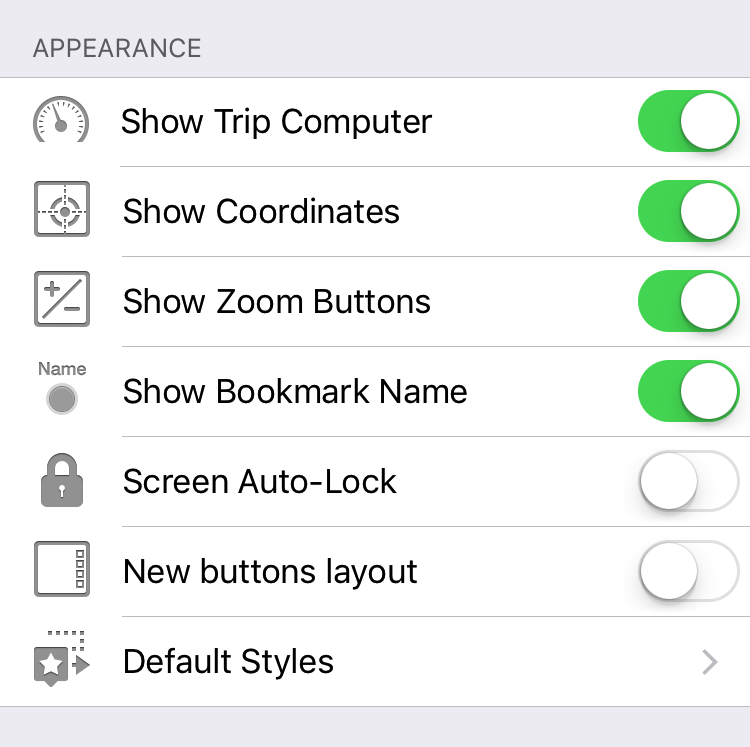 APPEARANCE
Show Trip Computer
Show Coordinates
Show Zoom Buttons
Name
Show Bookmark Name
Screen Auto-Lock
New buttons layout
Default Styles